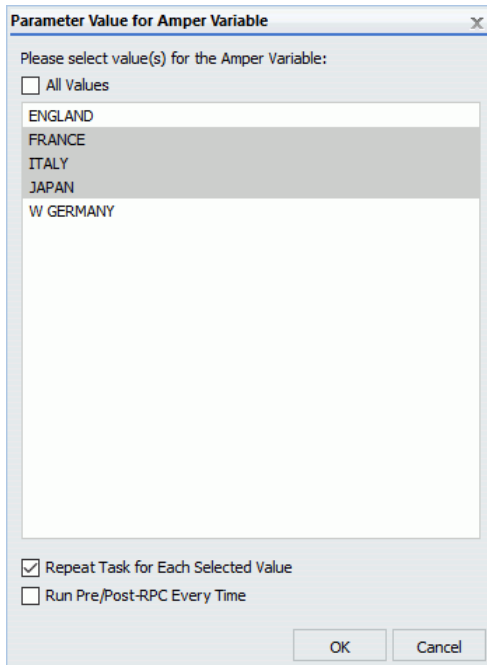 Parameter Value for Amper Variable
Please select value(s) for the Amper Variable:
All Values
ENGLAND
FRANCE
ITALY
JAPAN
W GERMANY
Repeat Task for Each Selected Value
Run Pre/Post-RPC Every Time
OK Cancel